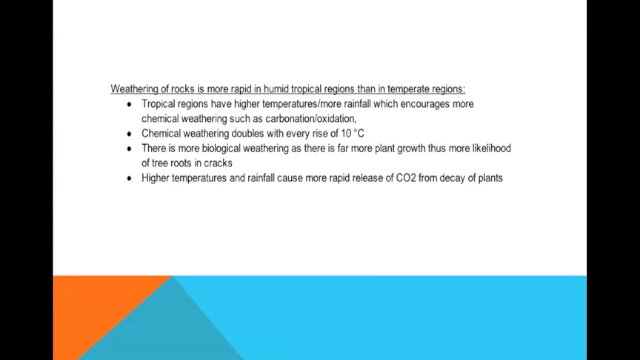 Weathering of rocks is more rapid in humid tropical regions than in temperate regions:
• Tropical regions have higher temperatures/more rainfall which encourages more
chemical weathering such as carbonation/oxidation,
• Chemical weathering doubles with every rise of 10 °C
• There is more biological weathering as there is far more plant growth thus more likelihood
of tree roots in cracks
• Higher temperatures and rainfall cause more rapid release of CO2 from decay of plants